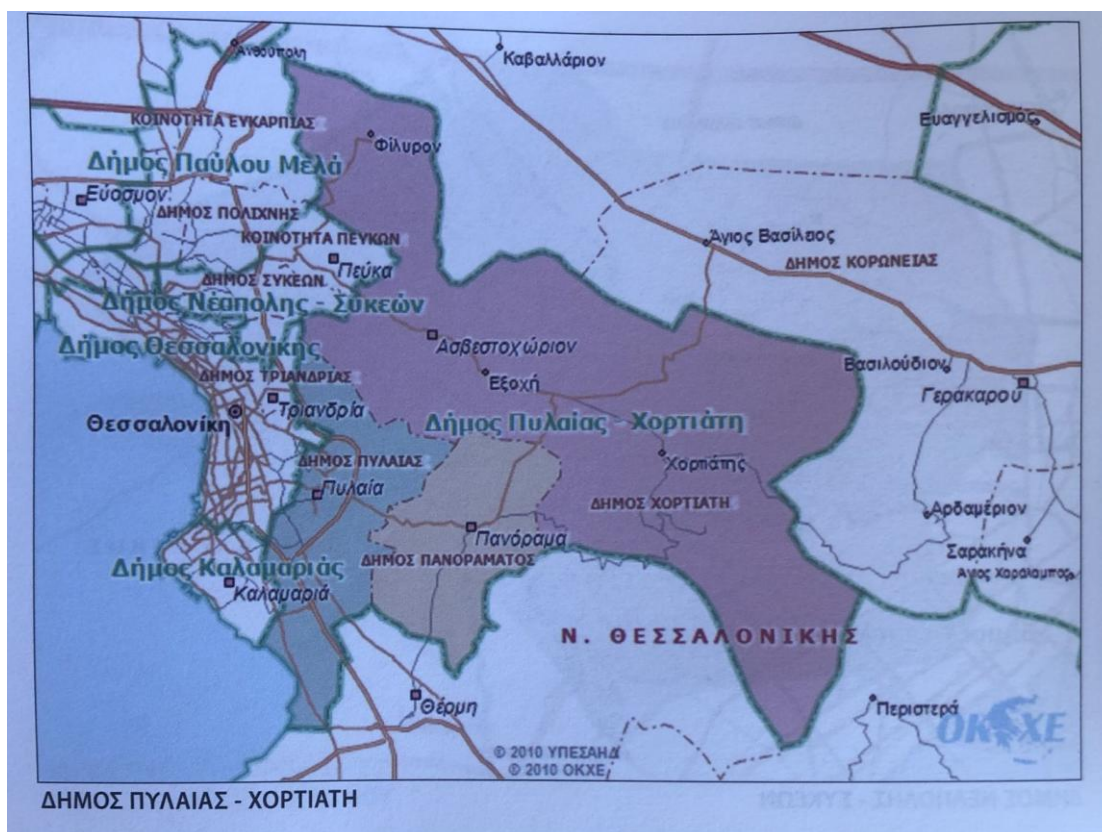 Ανθούπολη
Καβαλλάριον
Ευαγγελισμός
ΚΟΙΝΟΤΗΤΑ ΕΥΚΑΡΠΙΑΣ
Φίλυρον
Δήμος Παύλου Μελά
Εύοσμον
ΔΗΜΟΣ ΠΟΛΙΧΝΗΣ
ΚΟΙΝΟΤΗΤΑ ΠΕΥΚΩΝ
Άγιος Βασίλειος
Πεύκα
ΔΗΜΟΣ ΚΟΡΩΝΕΙΑΣ
ΔΗΜΟΣ ΣΥΚΕΩΝ
Δήμος Νέαπολης - Συκεών
Δήμος Θεσσαλονίκης
Ασβεστοχώριον
Βασιλούδιον
ΔΗΜΟΣ ΤΡΙΑΝΔΡΙΑΣ
Εξοχή
Γερακαρού
Τριανδρία
Θεσσαλονίκη
Δήμος Πυλαίας - Χορτιάτη
ΔΗΜΟΣ ΠΥΛΑΙΑΣ
Χορτιάτης
Πυλαία
ΔΗΜΟΣ ΧΟΡΤΙΑΤΗ
Αρδαμέριον
Πανόραμα
Σαρακήνα
ΔΗΜΟΣ ΠΑΝΟΡΑΜΑΤΟΣ
Δήμος Καλαμαριάς
Άγιος Χαράλαμπος
Καλαμαριά
Ν. ΘΕΣΣΑΛΟΝΙΚΗΣ
Θέρμη
Περιστερά
ΟΚΧΕ
© 2010 ΥΠΕΣΑΗΔ
© 2010 ΟΚΧΕ
ΔΗΜΟΣ ΠΥΛΑΙΑΣ - ΧΟΡΤΙΑΤΗ